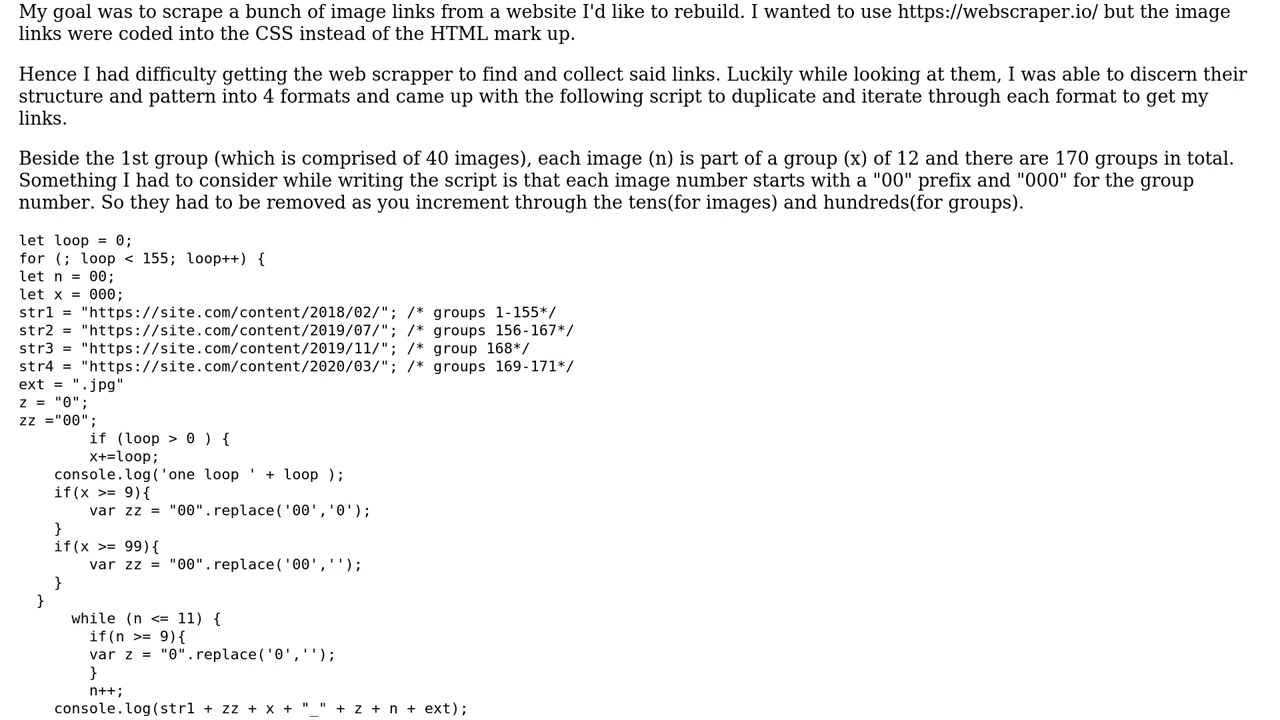 My goal was to scrape a bunch of image links from a website I'd like to rebuild. I wanted to use https://webscraper.io/ but the image
links were coded into the CSS instead of the HTML mark up.
Hence I had difficulty getting the web scrapper to find and collect said links. Luckily while looking at them, I was able to discern their
structure and pattern into 4 formats and came up with the following script to duplicate and iterate through each format to get my
links.
Beside the 1st group (which is comprised of 40 images), each image (n) is part of a group (x) of 12 and there are 170 groups in total.
Something I had to consider while writing the script is that each image number starts with a "00" prefix and "000" for the group
number. So they had to be removed as you increment through the tens(for images) and hundreds(for groups).
let loop = 0;
for (; loop < 155; loop++) {
let n = 00;
let x = 000;
str1 = "https://site.com/content/2018/02/"; /* groups 1-155*/
str2 = "https://site.com/content/2019/07/"; /* groups 156-167*/
str3 = "https://site.com/content/2019/11/"; /* group 168*/
str4 = "https://site.com/content/2020/03/"; /* groups 169-171*/
ext = ".jpg"
z = "0";
zz ="00";
        if (loop > 0 ) {
        x+=loop;
    console.log('one loop ' + loop );
    if(x >= 9){
        var zz = "00".replace('00','0');
    }
    if(x >= 99){
        var zz = "00".replace('00','');
    }
  }
      while (n <= 11) {
        if(n >= 9){
        var z = "0".replace('0','');
        }
        n++;
    console.log(str1 + zz + x + "_" + z + n + ext);